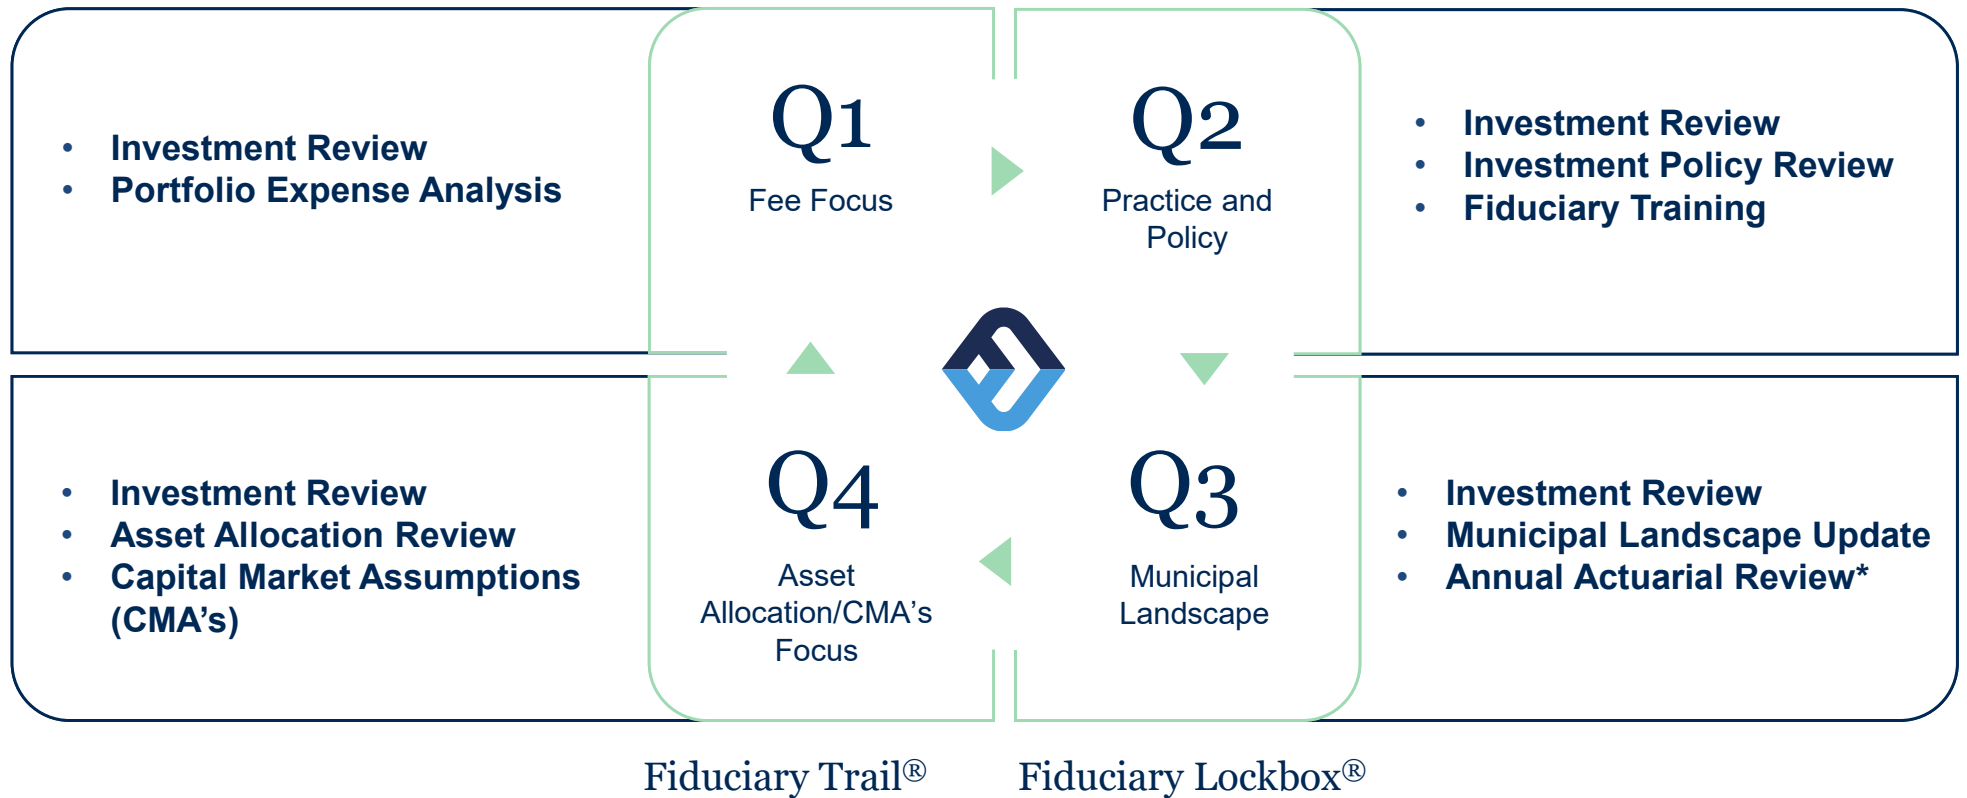 • Investment Review
• Portfolio Expense Analysis
Q1
Fee Focus
Q2
Practice and
Policy
• Investment Review
• Investment Policy Review
• Fiduciary Training
• Investment Review
• Asset Allocation Review
• Capital Market Assumptions
(CMA’s)
Q4
Asset
Allocation/CMA’s
Focus
Q3
Municipal
Landscape
• Investment Review
• Municipal Landscape Update
• Annual Actuarial Review*
Fiduciary Trail®
Fiduciary Lockbox®